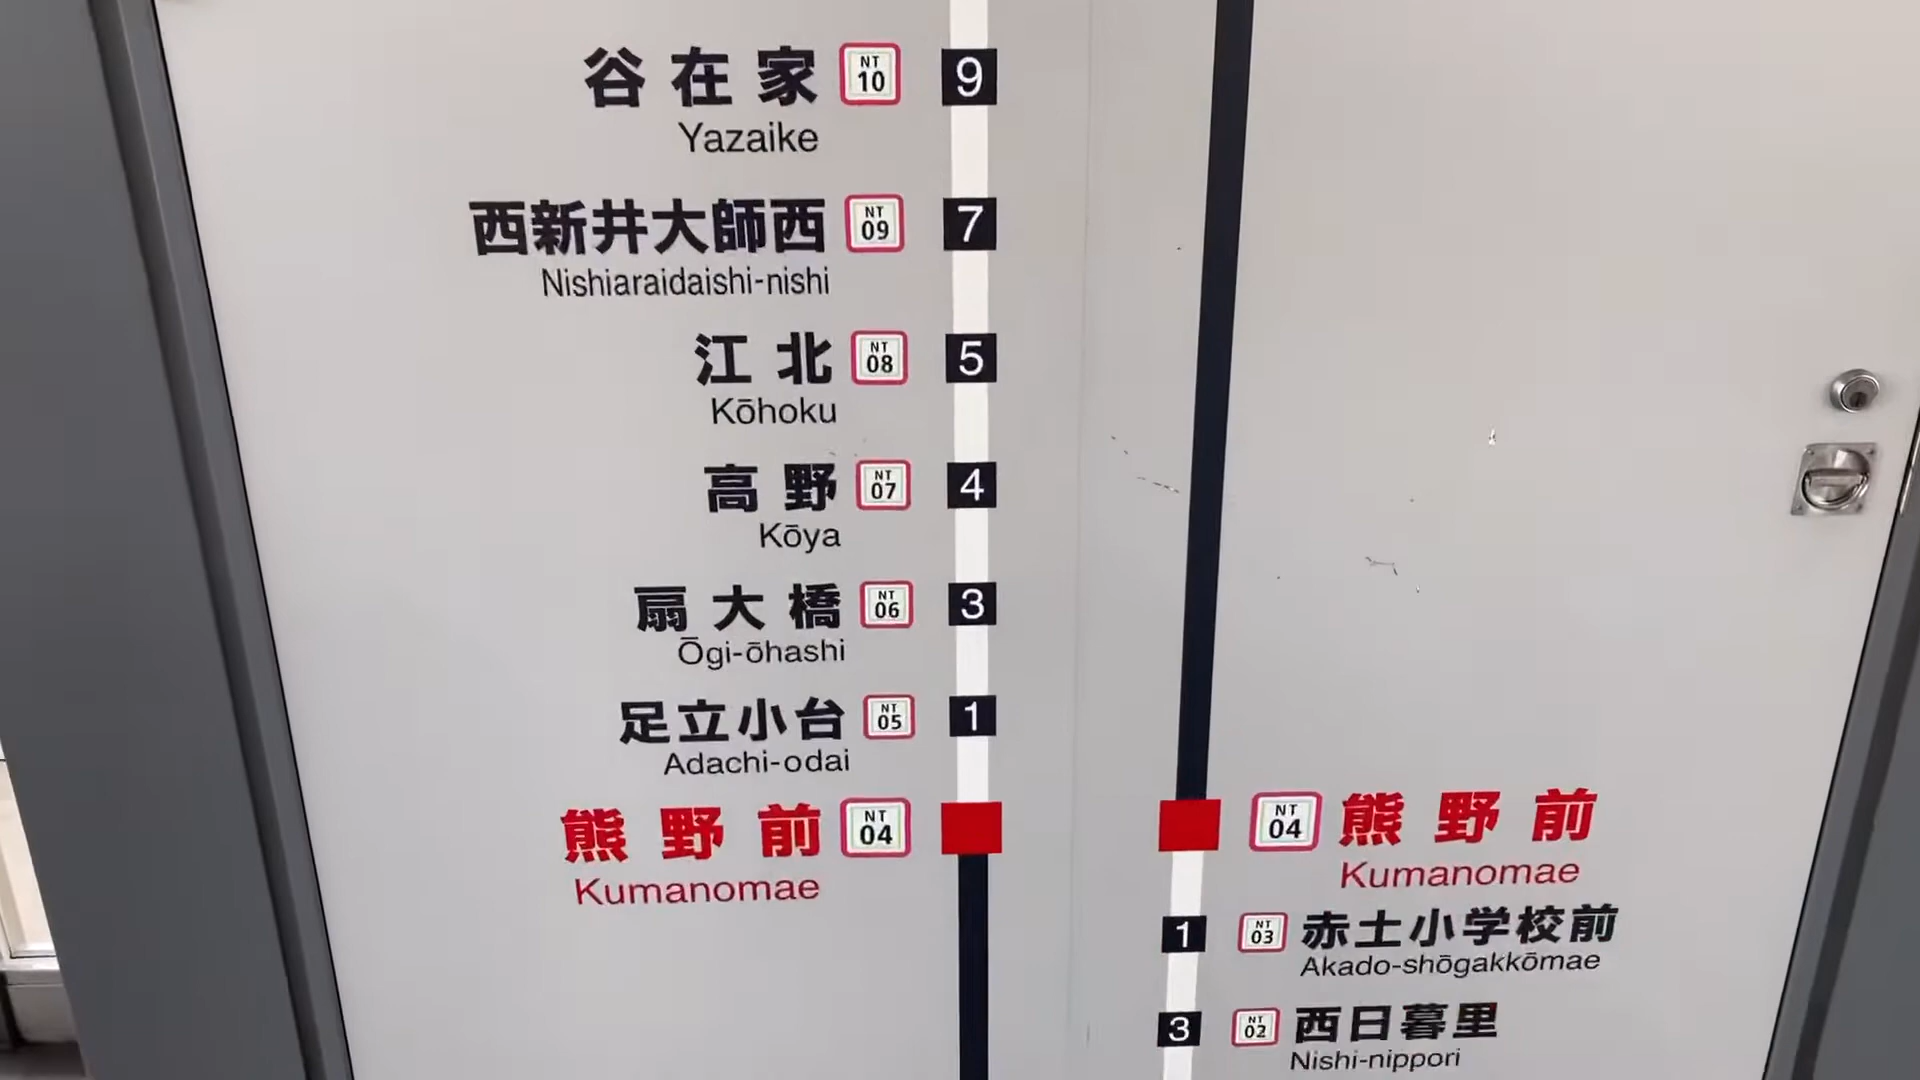 谷在家 NT 10 9
Yazaike
西新井大師西 NT 09 7
Nishiaraidaishi-nishi
江北 NT 08 5
Kōhoku
高野 NT 07 4
Kōya
扇大橋 NT 06 3
Ōgi-ōhashi
足立小台 NT 05 1
Adachi-odai
熊野前 NT 04
Kumanomae
NT 04 熊野前
Kumanomae
1 NT 03 赤土小学校前
Akado-shōgakkōmae
3 NT 02 西日暮里
Nishi-nippori